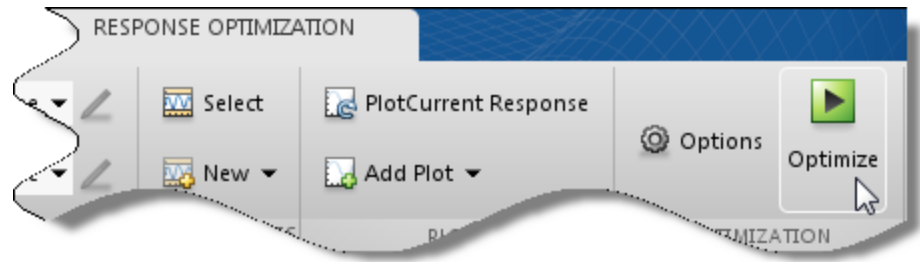 RESPONSE OPTIMIZATION
Select
PlotCurrent Response
Options
Optimize
New
Add Plot